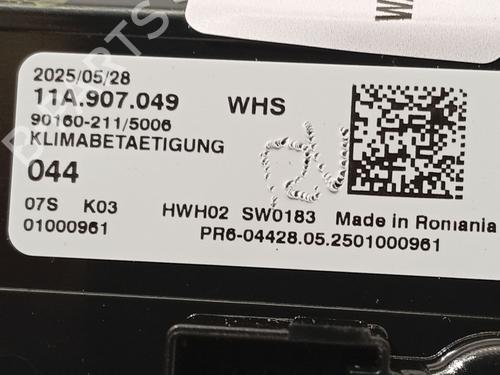 2025/05/28
11A.907.049 WHS
90160-211/5006
KLIMABETAETIGUNG
044
07S K03 HWH02 SW0183 Made in Romania
01000961 PR6-04428.05.2501000961